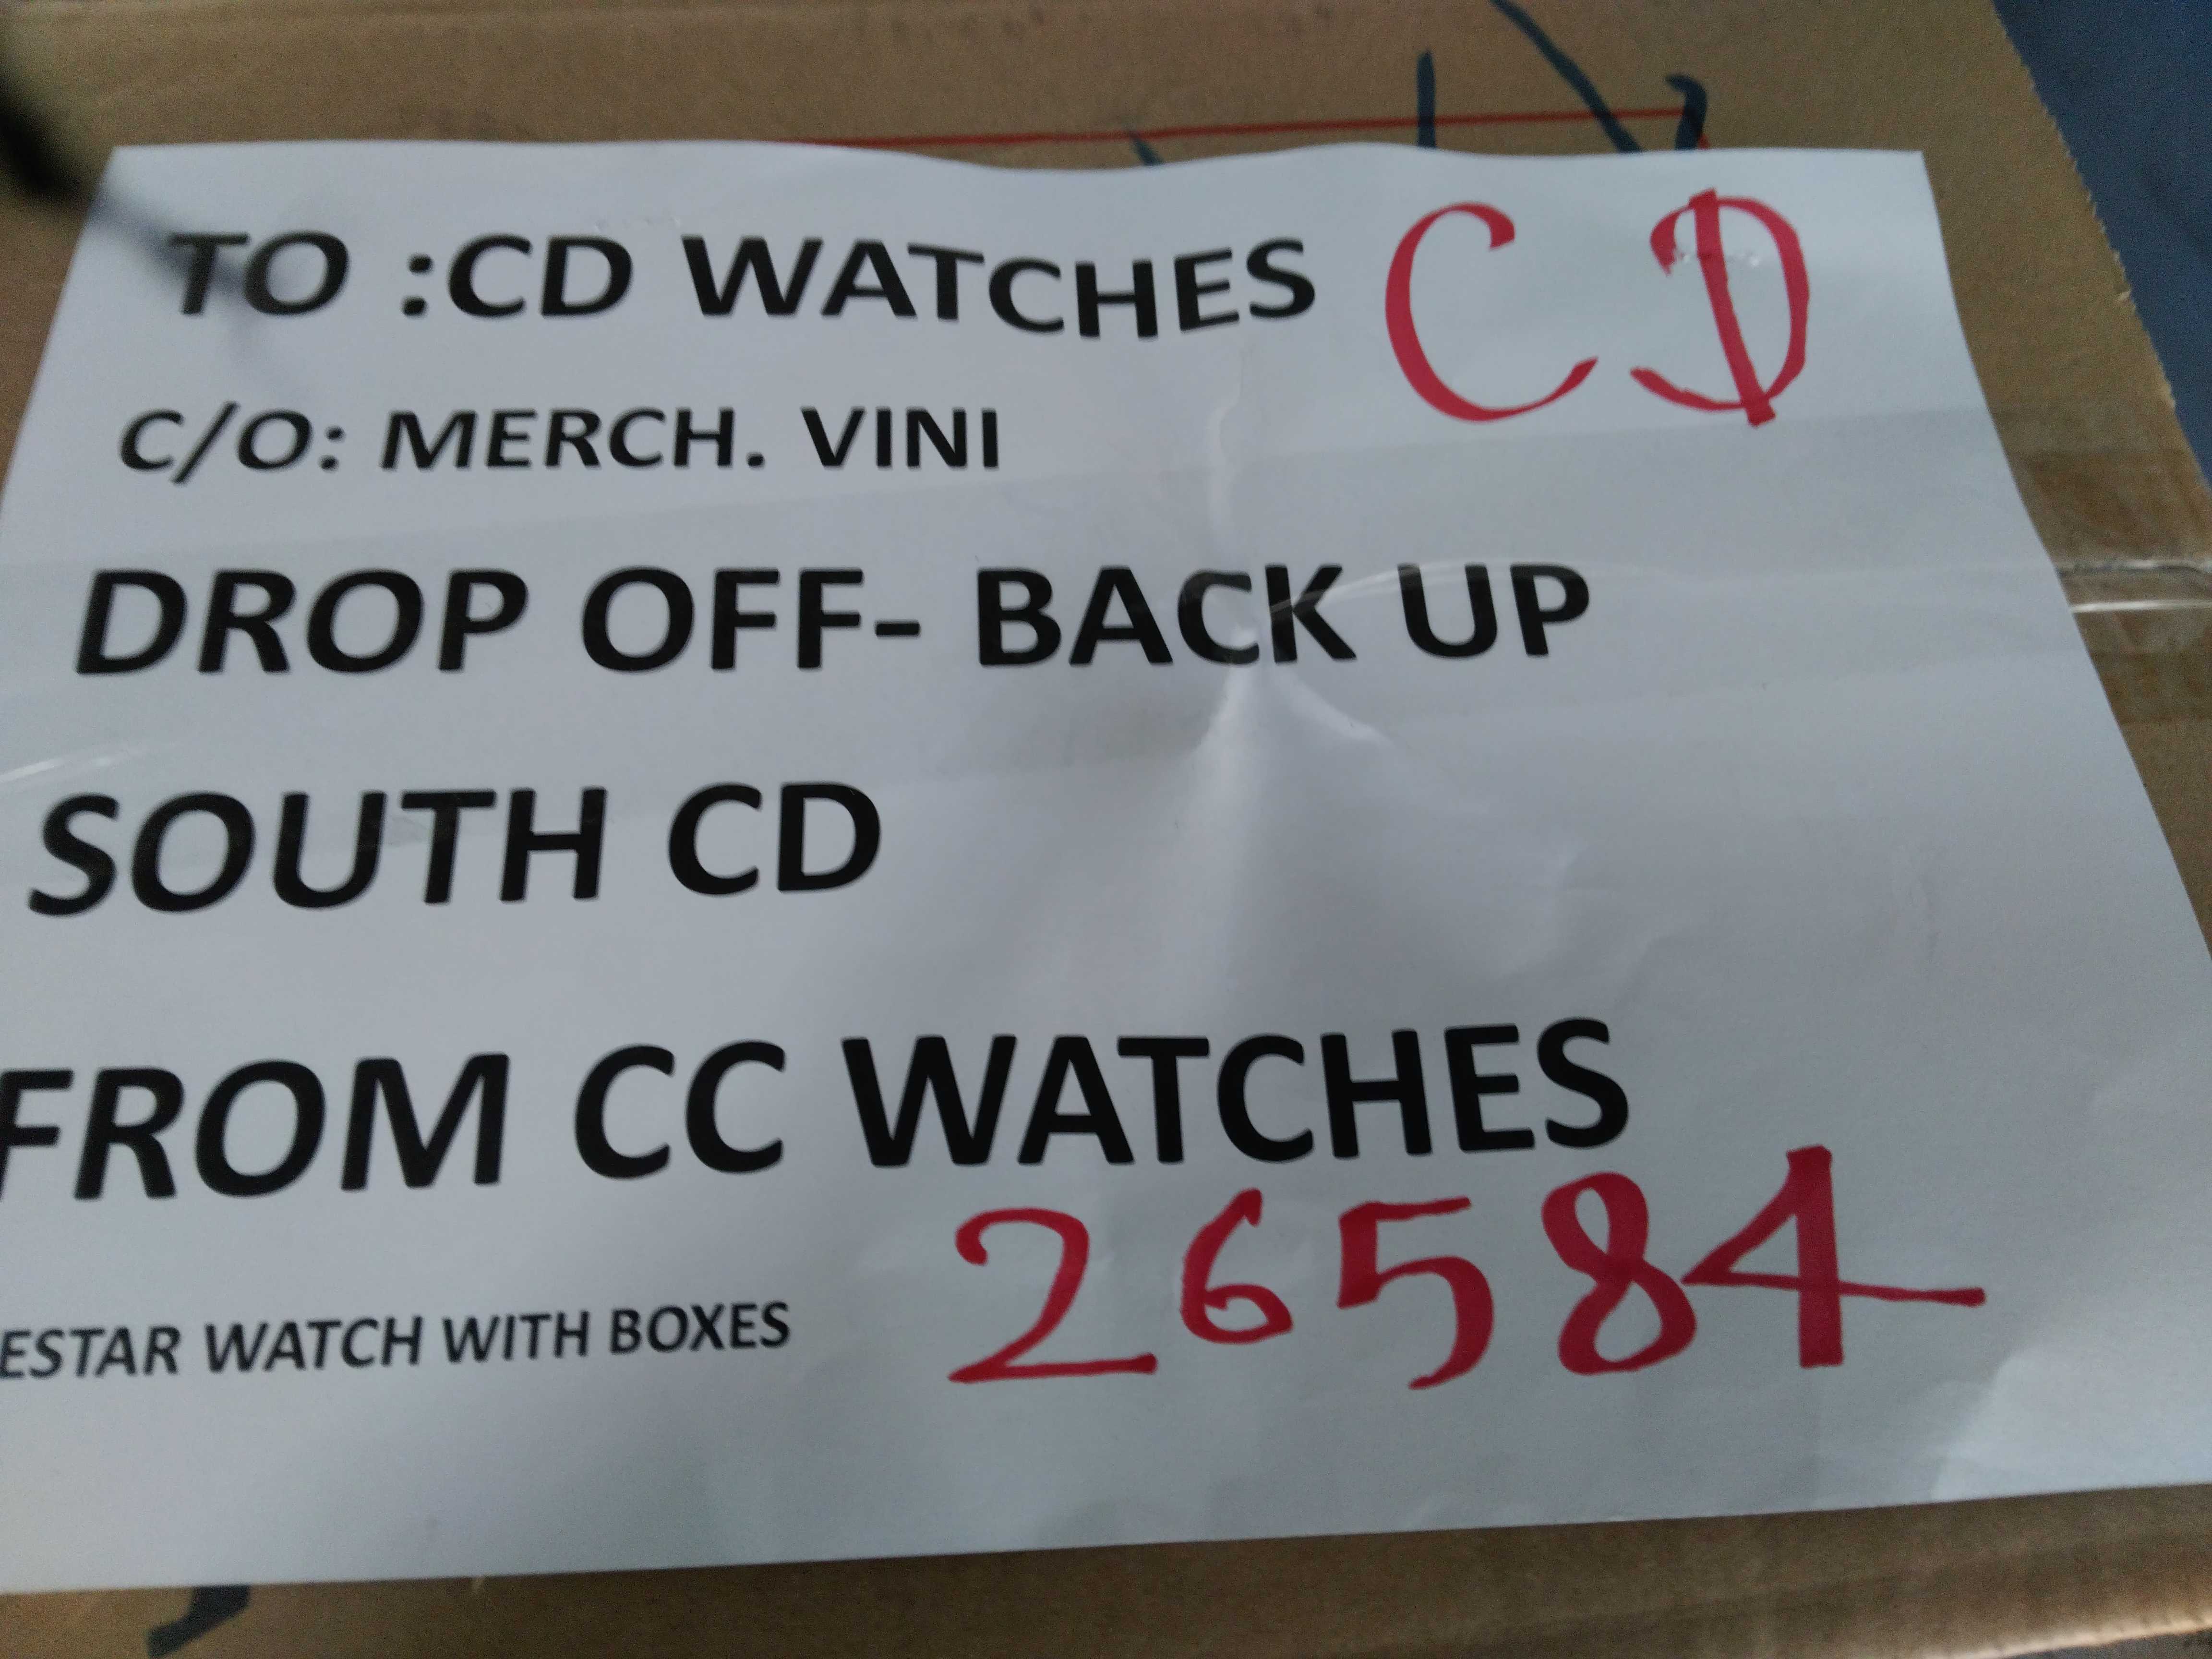 TO :CD WATCHES CD
C/O: MERCH. VINI
DROP OFF- BACK UP
SOUTH CD
FROM CC WATCHES
26584
ESTAR WATCH WITH BOXES